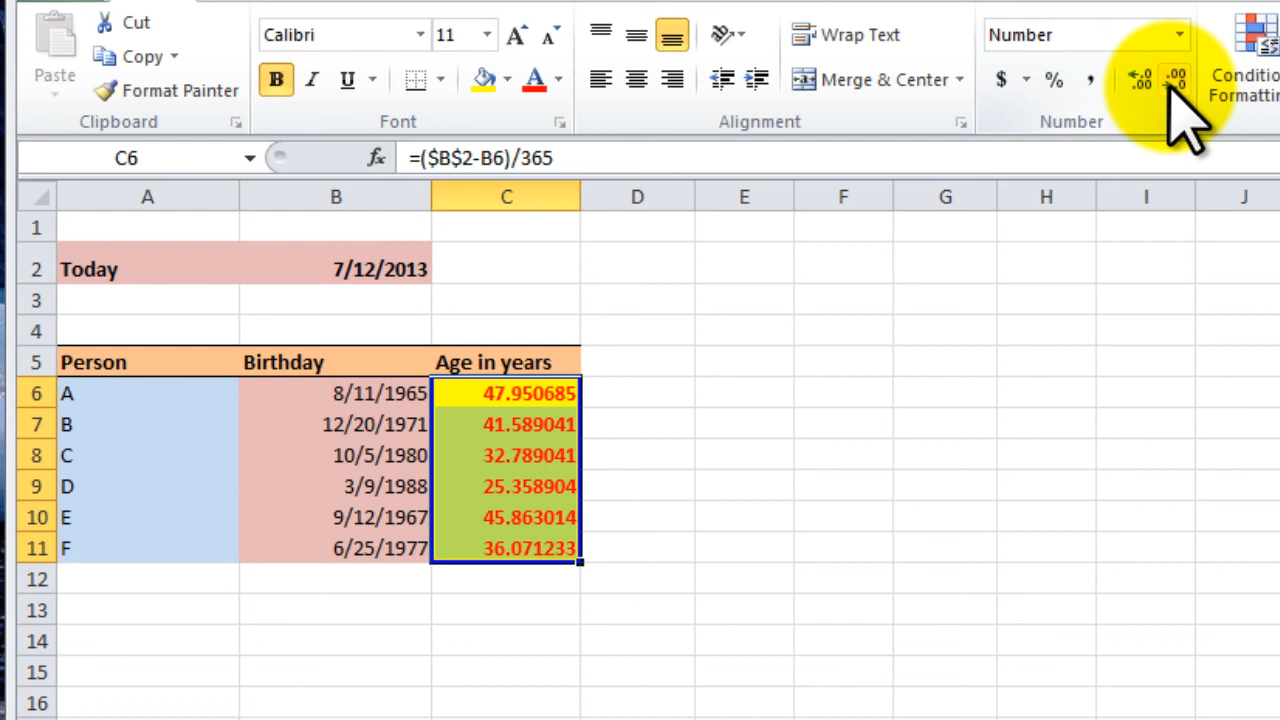 Cut
Copy
Format Painter
Paste
Clipboard
Calibri 11
B I U A
Font
Wrap Text
Merge & Center
Alignment
Number
$ % , .00 .00
Number
Conditio
Formattin
C6 fx =($B$2-B6)/365
A B C D E F G H I J
1
2 Today 7/12/2013
3
4
5 Person Birthday Age in years
6 A 8/11/1965 47.950685
7 B 12/20/1971 41.589041
8 C 10/5/1980 32.789041
9 D 3/9/1988 25.358904
10 E 9/12/1967 45.863014
11 F 6/25/1977 36.071233
12
13
14
15
16